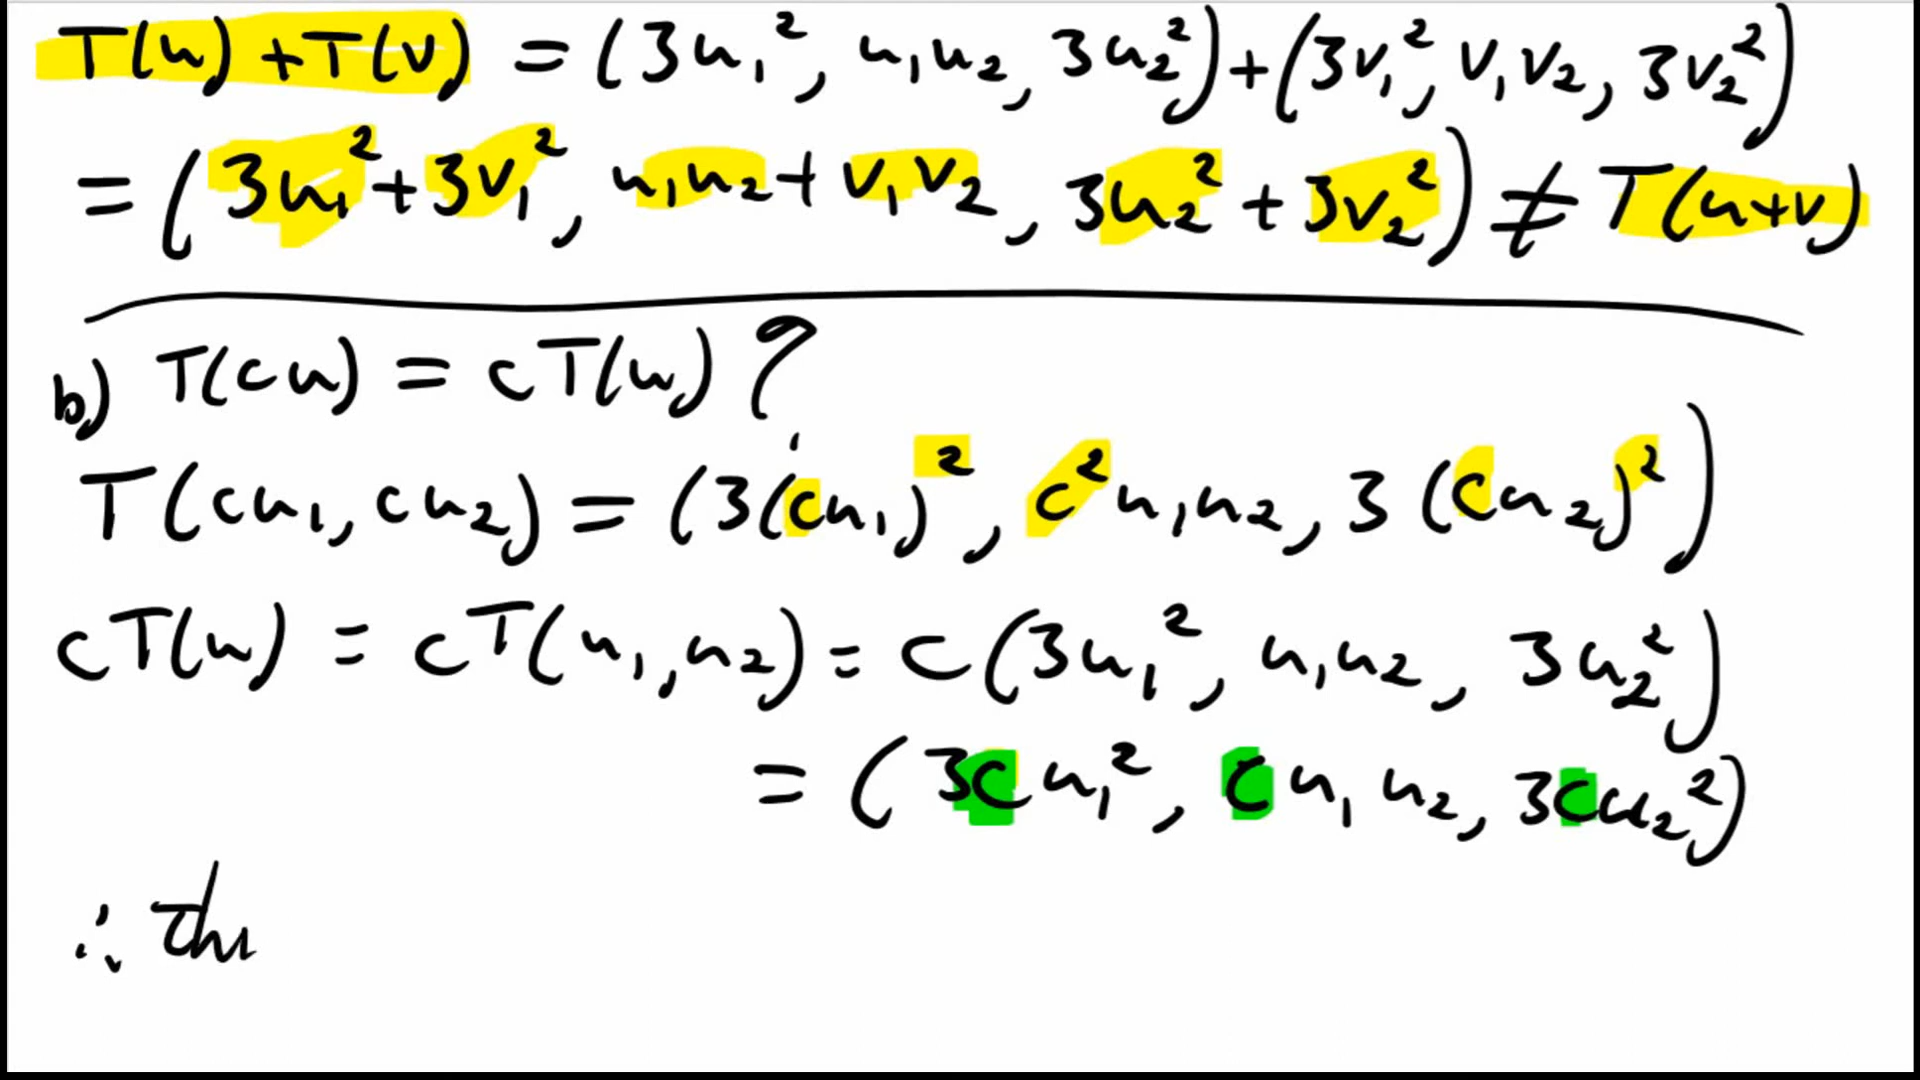 T(u) + T(v) = (3u₁², u₁u₂, 3u₂²) + (3v₁², v₁v₂, 3v₂²)
= (3u₁² + 3v₁², u₁u₂ + v₁v₂, 3u₂² + 3v₂²) ≠ T(u+v)
b) T(cu) = cT(u) ?
T(cu₁, cu₂) = (3(cu₁)², c²u₁u₂, 3(cu₂)²)
cT(u) = cT(u₁, u₂) = c(3u₁², u₁u₂, 3u₂²)
= (3cu₁², cu₁u₂, 3cu₂²)
∴